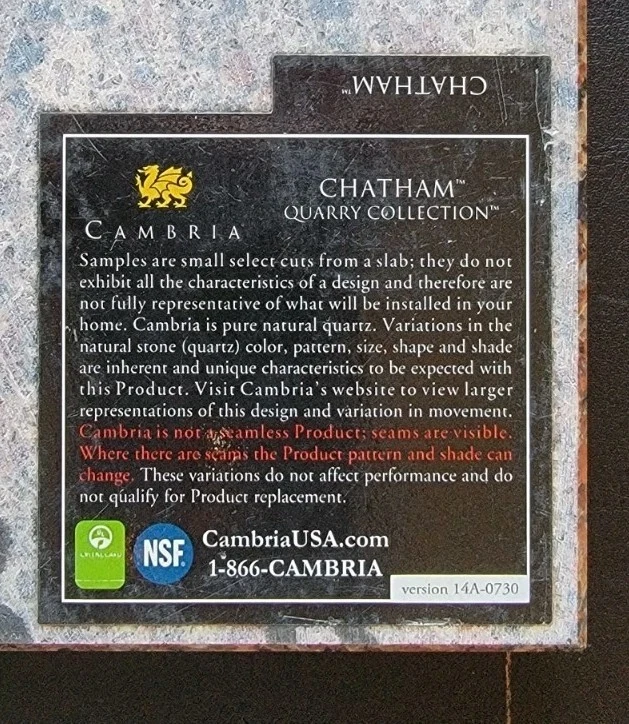 CHATHAM™
CHATHAM™
QUARRY COLLECTION™
CAMBRIA
Samples are small select cuts from a slab; they do not
exhibit all the characteristics of a design and therefore are
not fully representative of what will be installed in your
home. Cambria is pure natural quartz. Variations in the
natural stone (quartz) color, pattern, size, shape and shade
are inherent and unique characteristics to be expected with
this Product. Visit Cambria's website to view larger
representations of this design and variation in movement.
Cambria is not a seamless Product; seams are visible.
Where there are seams the Product pattern and shade can
change. These variations do not affect performance and do
not qualify for Product replacement.
NSF®
CambriaUSA.com
1-866-CAMBRIA
version 14A-0730